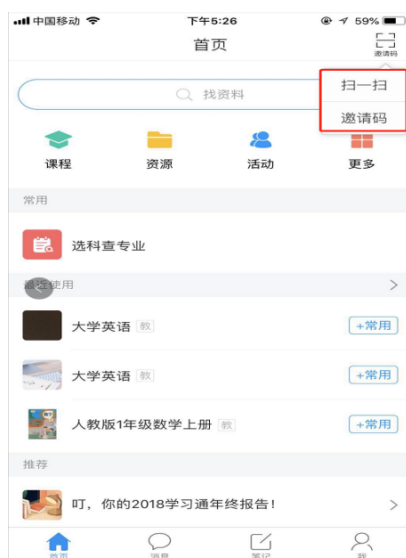 中国移动 下午5:26 59%
首页
邀请码
找资料
扫一扫
邀请码
课程 资源 活动 更多
常用
选科查专业
最近使用
大学英语 教 +常用
大学英语 教 +常用
人教版1年级数学上册 教 +常用
推荐
叮，你的2018学习通年终报告！
首页 消息 笔记 我